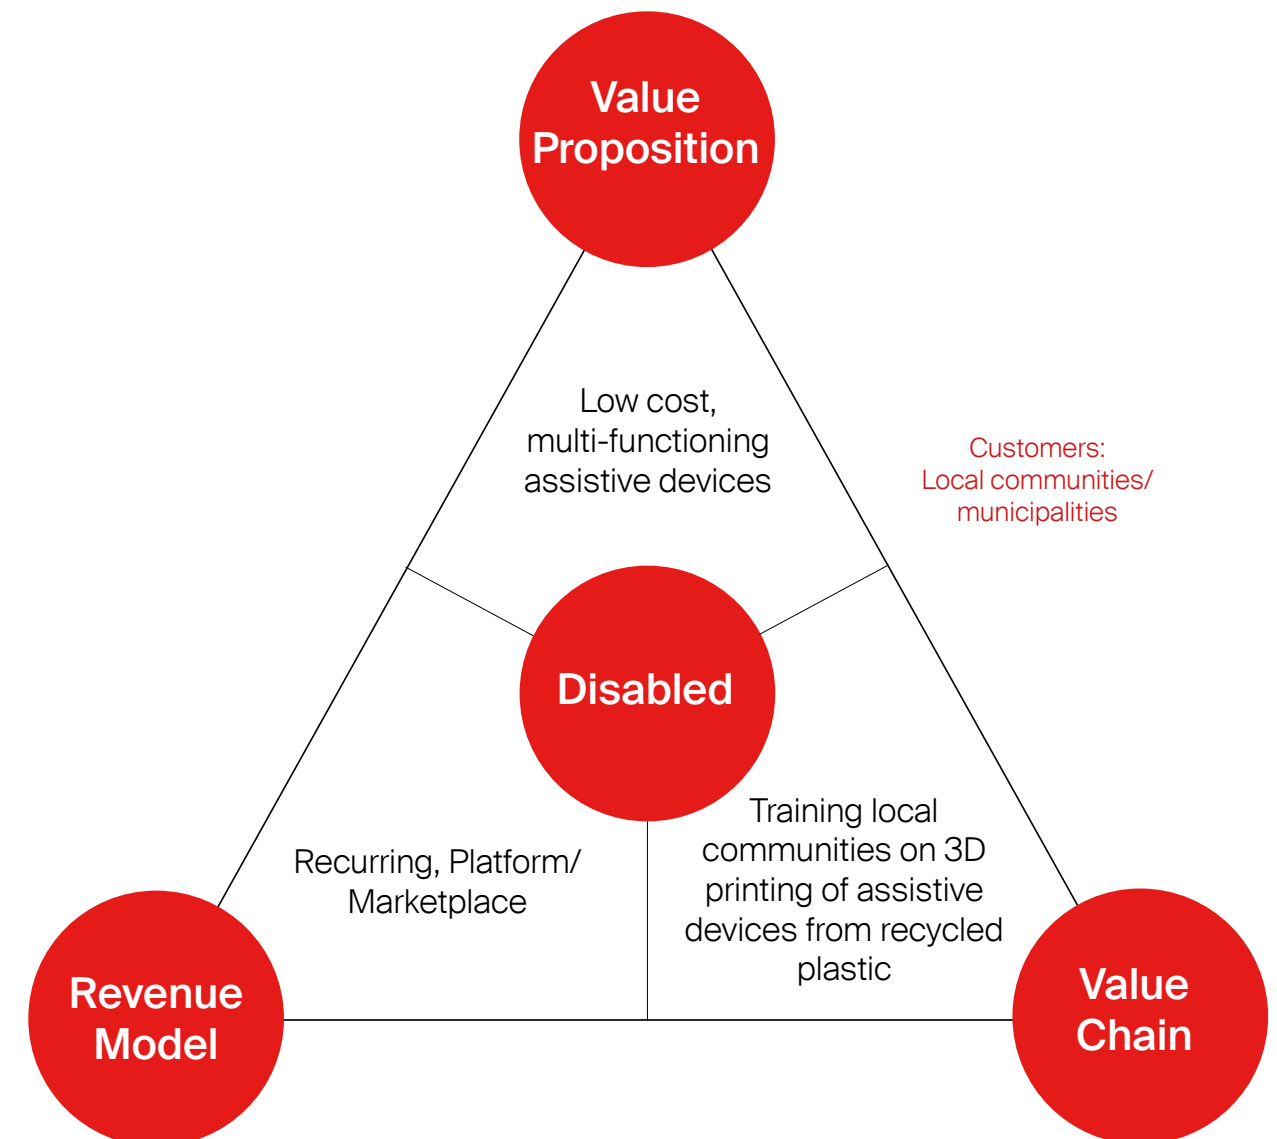 Value
Proposition
Low cost,
multi-functioning
assistive devices
Customers:
Local communities/
municipalities
Disabled
Recurring, Platform/
Marketplace
Training local
communities on 3D
printing of assistive
devices from recycled
plastic
Revenue
Model
Value
Chain